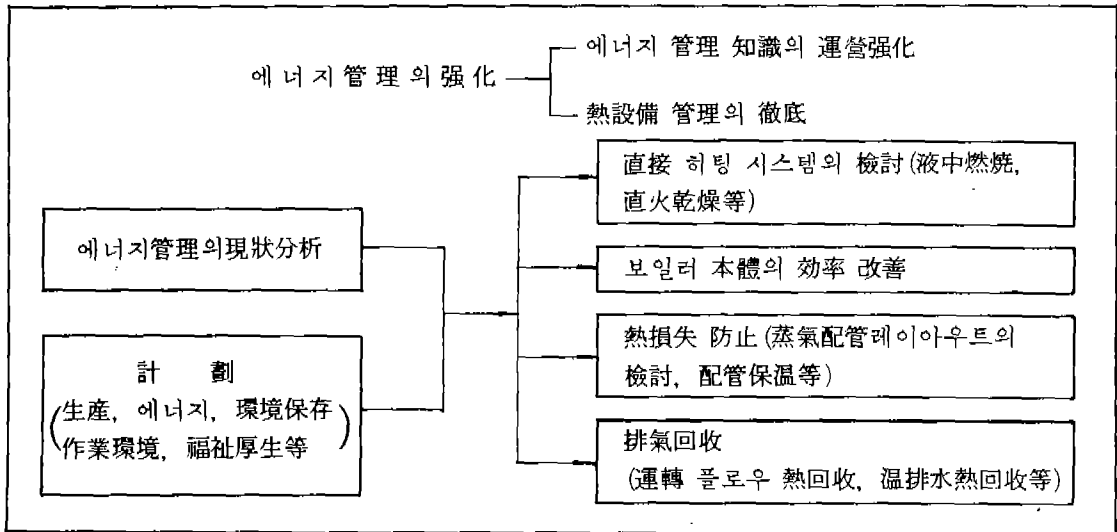 에너지 管理 知識의 運營强化
에너지管理의强化
熱設備 管理의 徹底
直接 히팅 시스템의 檢討(液中燃燒,
直火乾燥等)
에너지管理의現狀分析
보일러 本體의 効率 改善
熱損失 防止(蒸氣配管레이아우트의
檢討, 配管保溫等)
計 劃
(生産, 에너지, 環境保存
作業環境, 福祉厚生等)
排氣回收
(運轉 플로우 熱回收, 温排水熱回收等)